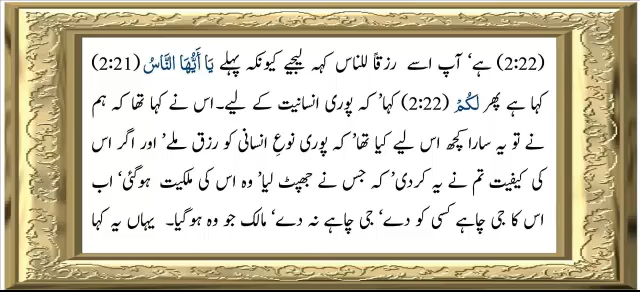 (2:22) ہے‘ آپ اسے رزقاً للناس کہہ لیجیے کیونکہ پہلے يَا أَيُّهَا النَّاسُ (2:21)
کہا ہے پھر لَكُمْ (2:22) کہا‘ کہ پوری انسانیت کے لیے۔اس نے کہا تھا کہ ہم
نے تو یہ سارا کچھ اس لیے کیا تھا‘ کہ پوری نوعِ انسانی کو رزق ملے‘ اور اگر اس
کی کیفیت تم نے یہ کردی‘ کہ جس نے جھپٹ لیا‘ وہ اس کی ملکیت ہوگئی‘ اب
اس کا جی چاہے کسی کو دے‘ جی چاہے نہ دے‘ مالک جو وہ ہوگیا۔ یہاں یہ کہا